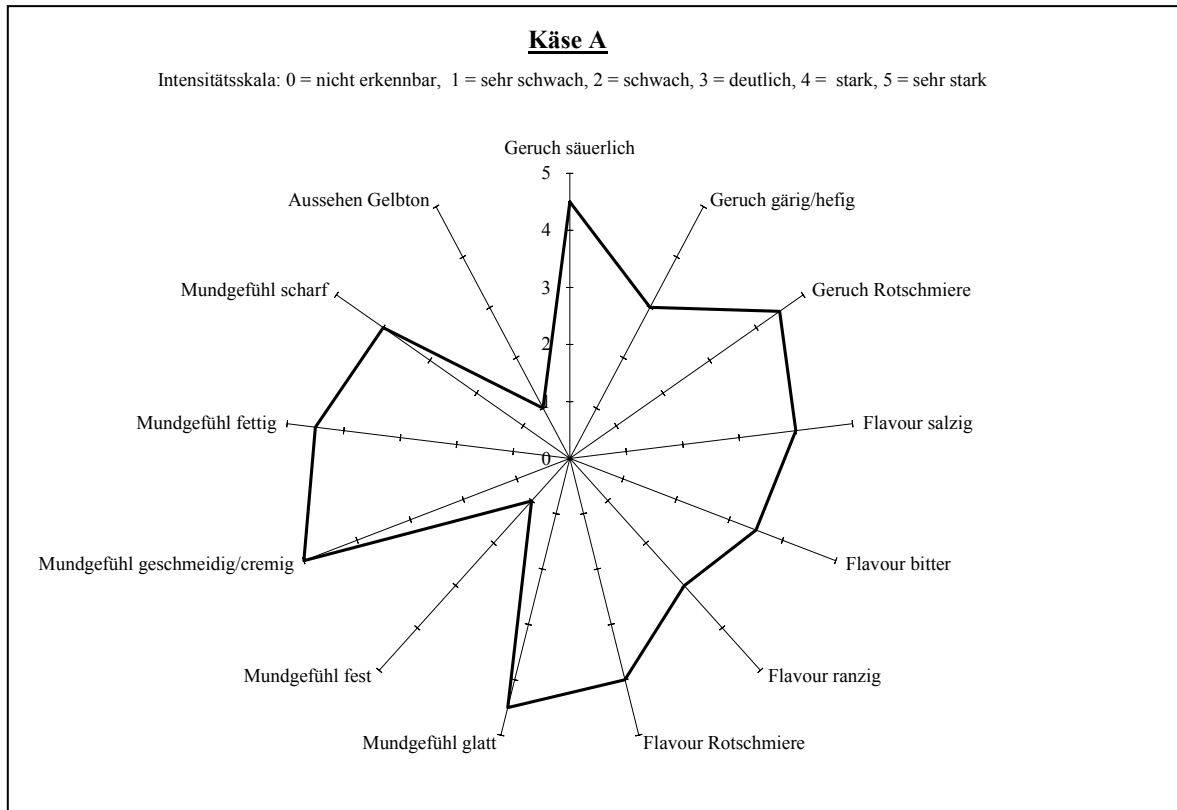 Käse A
Intensitätsskala: 0 = nicht erkennbar, 1 = sehr schwach, 2 = schwach, 3 = deutlich, 4 = stark, 5 = sehr stark
Geruch säuerlich
5
Aussehen Gelbton
Geruch gärig/hefig
4
Mundgefühl scharf
Geruch Rotschmiere
3
2
1
Mundgefühl fettig
Flavour salzig
0
Mundgefühl geschmeidig/cremig
Flavour bitter
Mundgefühl fest
Flavour ranzig
Mundgefühl glatt
Flavour Rotschmiere